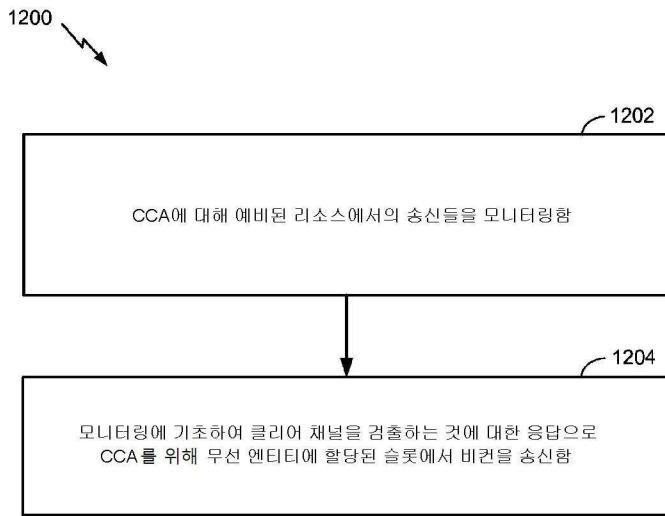 1200
1202
CCA에 대해 예비된 리소스에서의 송신들을 모니터링함
1204
모니터링에 기초하여 클리어 채널을 검출하는 것에 대한 응답으로
CCA를 위해 무선 엔티티에 할당된 슬롯에서 비컨을 송신함